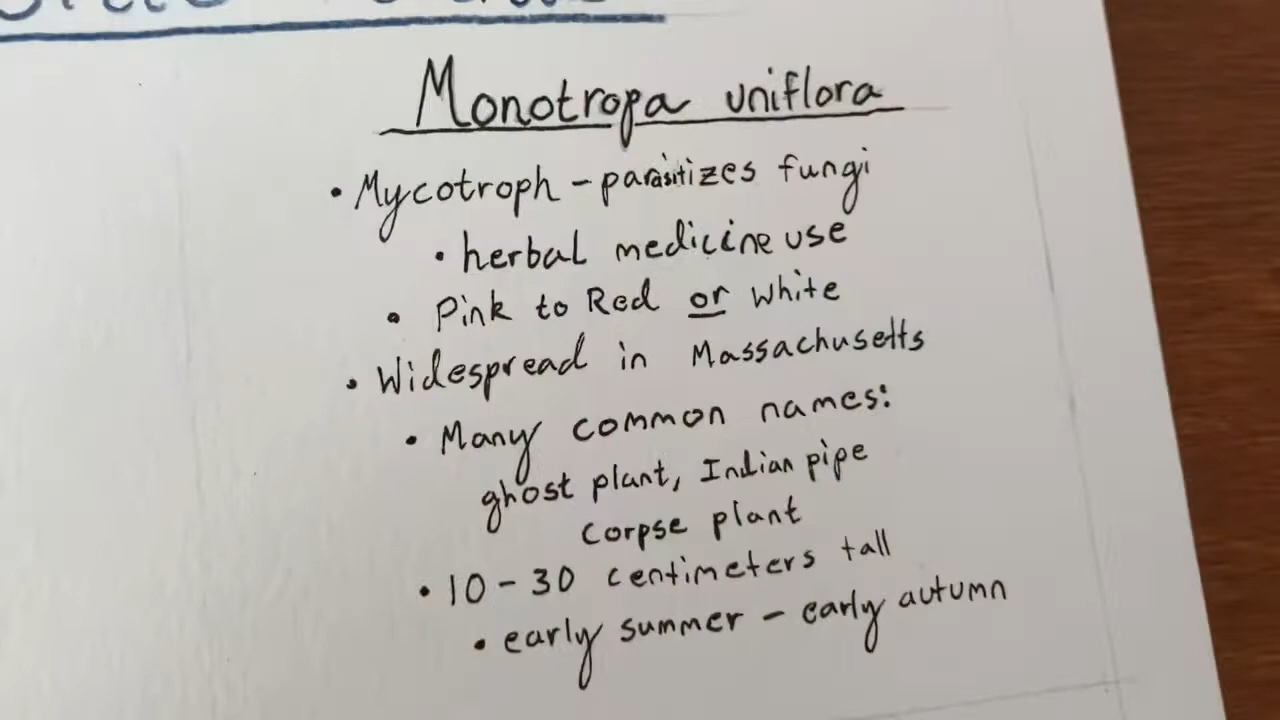 Monotropa uniflora
• Mycotroph – parasitizes fungi
• herbal medicine use
• Pink to Red or white
• Widespread in Massachusetts
• Many common names:
ghost plant, Indian pipe
Corpse plant
• 10 – 30 centimeters tall
• early summer – early autumn